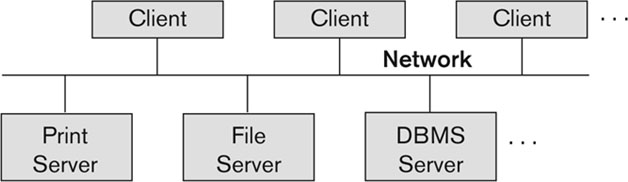 Client Client Client . . .
Network
Print File DBMS
Server Server Server . . .